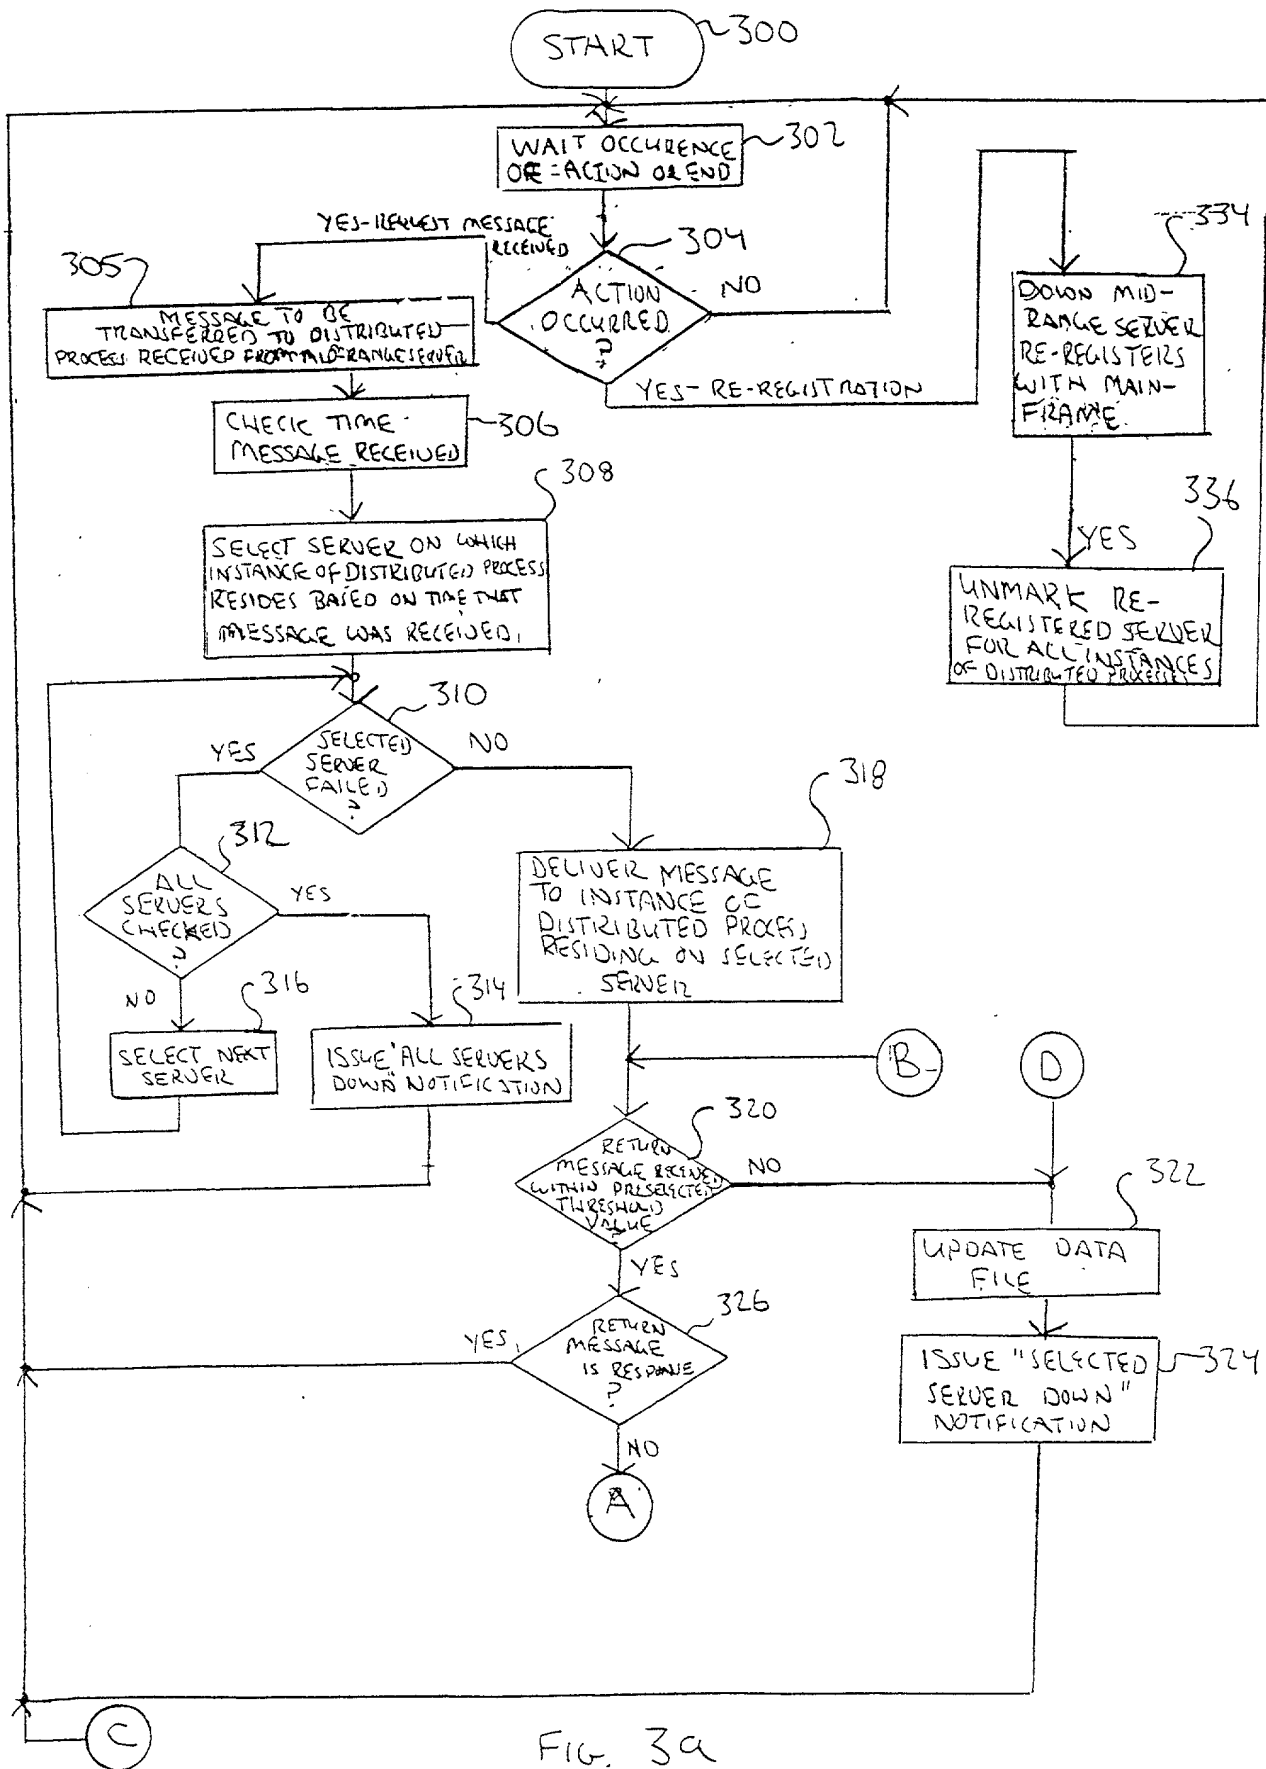 START
300
WAIT OCCURENCE
OF = ACTION OR END
302
YES-REQUEST MESSAGE
RECEIVED
304
ACTION
OCCURRED
?
NO
YES- RE-REGISTRATION
305
MESSAGE TO BE
TRANSFERRED TO DISTRIBUTED
PROCESS RECEIVED FROM MID-RANGE SERVER
CHECK TIME
MESSAGE RECEIVED
306
308
SELECT SERVER ON WHICH
INSTANCE OF DISTRIBUTED PROCESS
RESIDES BASED ON TIME THAT
MESSAGE WAS RECEIVED.
334
DOWN MID-
RANGE SERVER
RE-REGISTERS
WITH MAIN-
FRAME
YES
336
UNMARK RE-
REGISTERED SERVER
FOR ALL INSTANCES
OF DISTRIBUTED PROCESSES
310
YES
SELECTED
SERVER
FAILED
?
NO
312
ALL
SERVERS
CHECKED
?
YES
NO
316
SELECT NEXT
SERVER
314
ISSUE "ALL SERVERS
DOWN" NOTIFICATION
318
DELIVER MESSAGE
TO INSTANCE OF
DISTRIBUTED PROCESS
RESIDING ON SELECTED
SERVER
B
D
320
RETURN
MESSAGE RECEIVED
WITHIN PRESELECTED
THRESHOLD
VALUE
?
NO
YES
322
UPDATE DATA
FILE
326
YES
RETURN
MESSAGE
IS RESPONSE
?
NO
A
ISSUE "SELECTED
SERVER DOWN"
NOTIFICATION
324
C
FIG. 3a